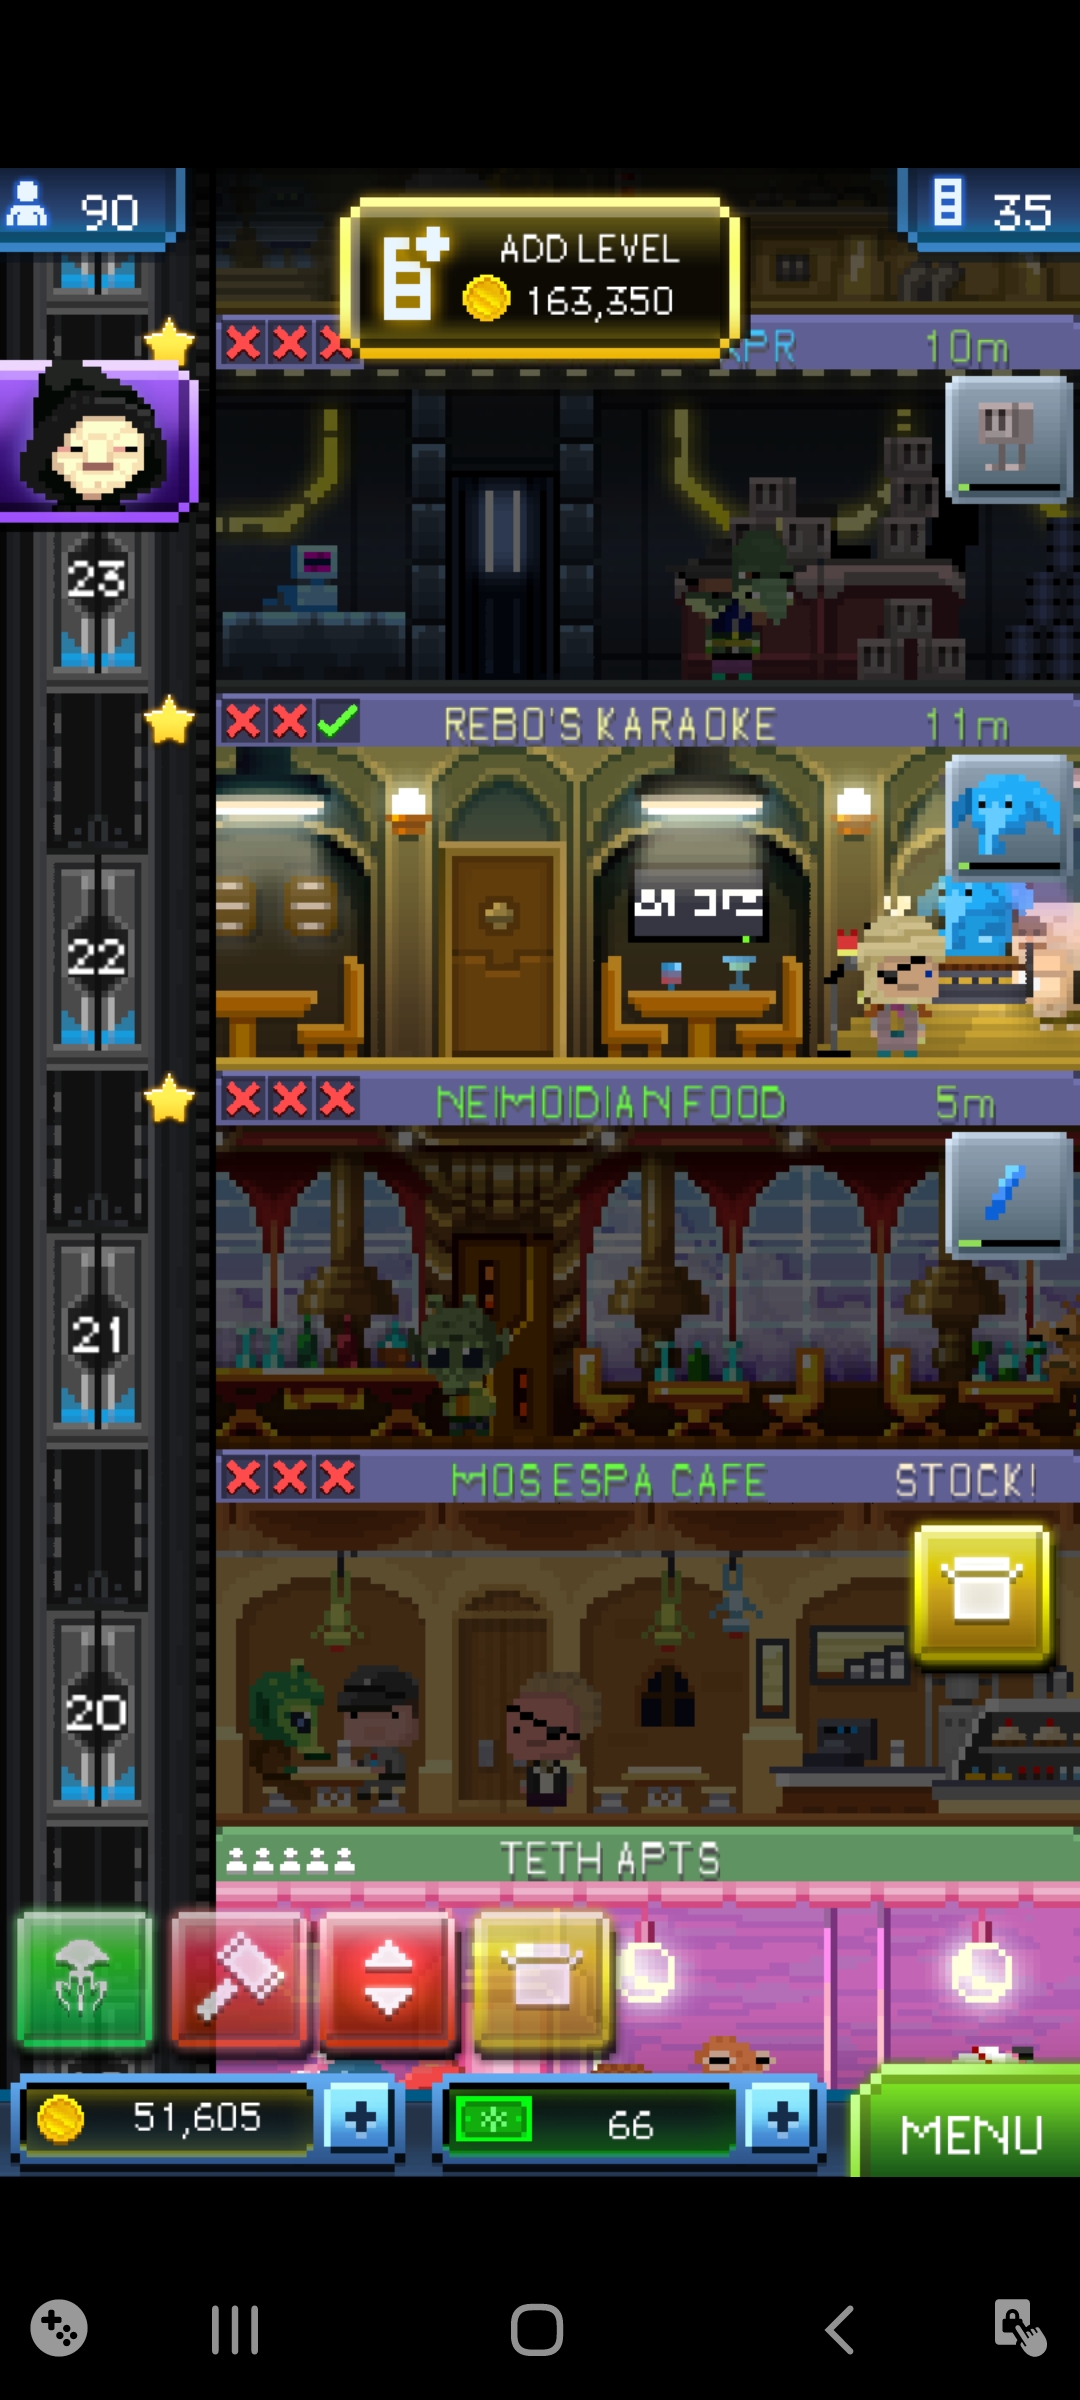 90
ADD LEVEL
163,350
35
10m
23
REBO'S KARAOKE
11m
22
NEIMOIDIAN FOOD
5m
21
MOS ESPA CAFE
STOCK!
20
TETH APTS
51,605
66
MENU